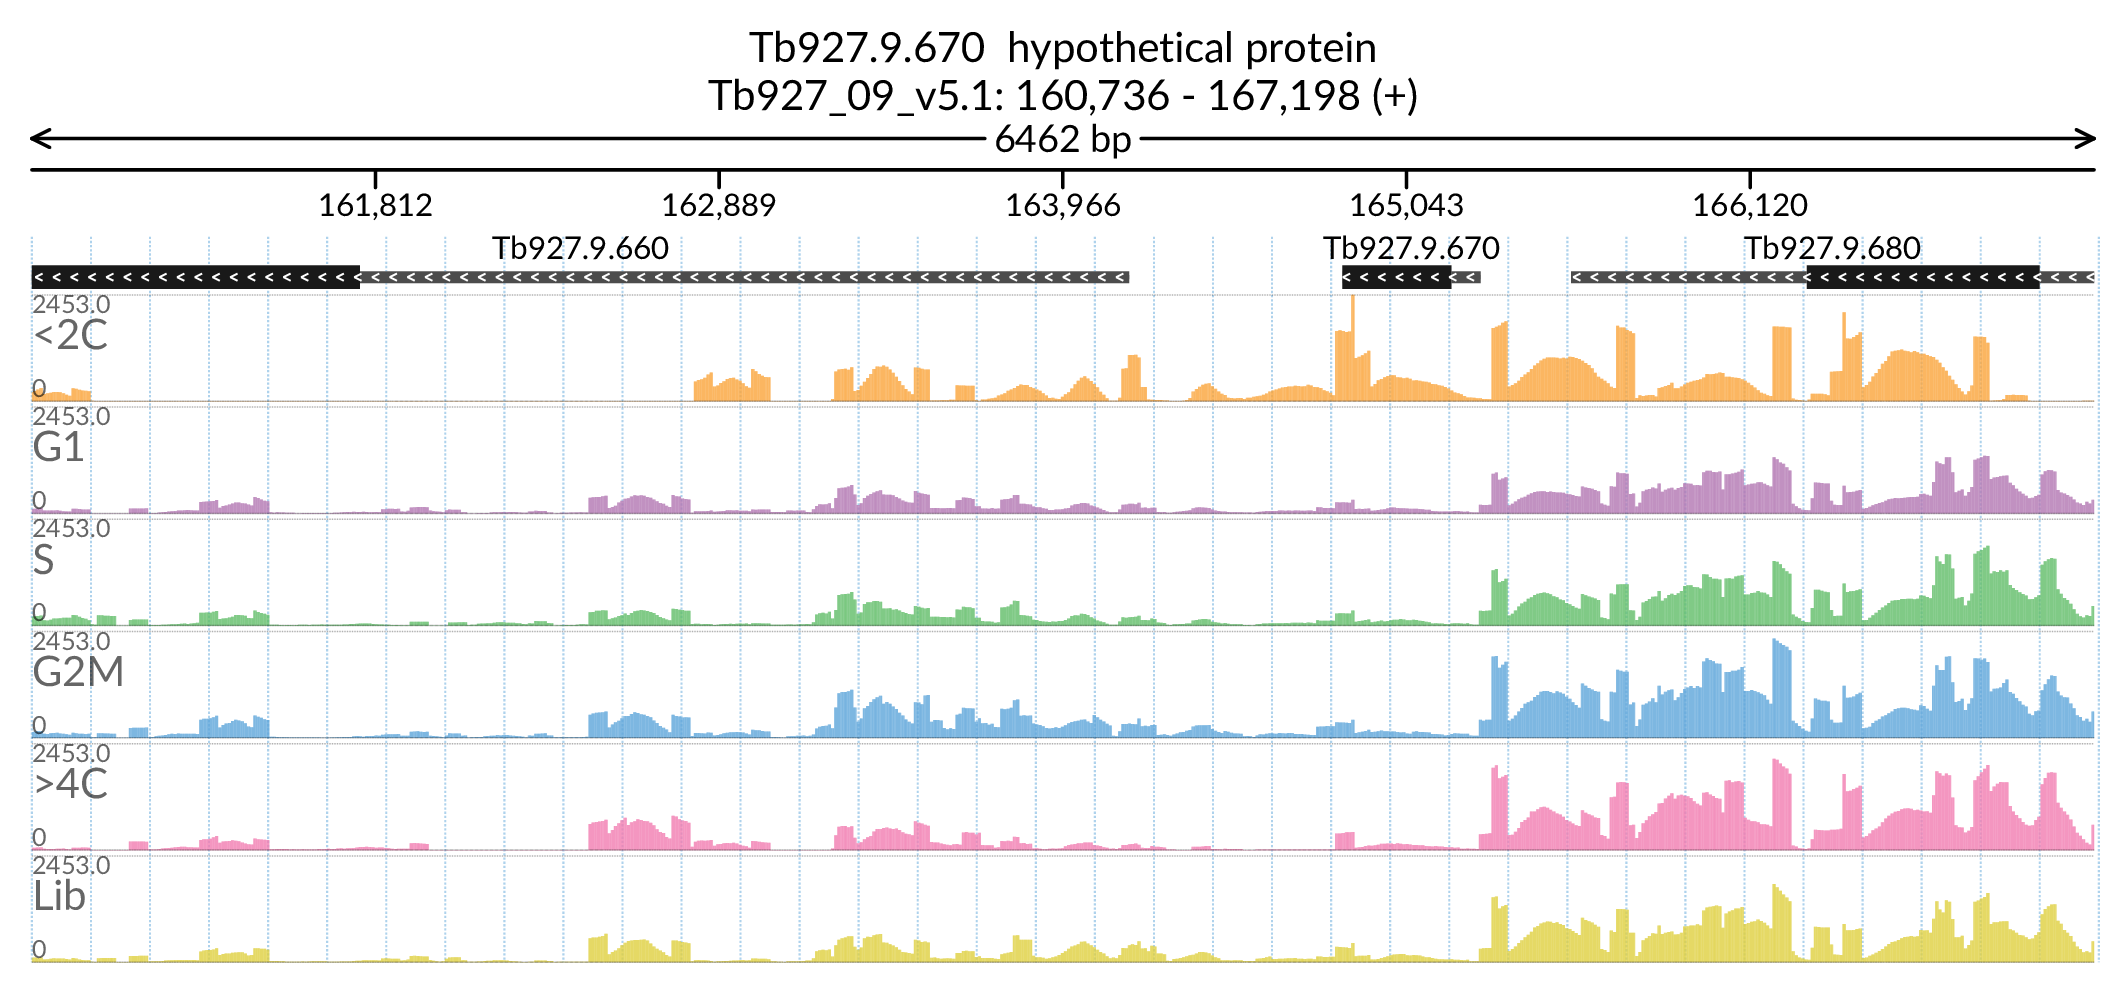 Tb927.9.670 hypothetical protein
Tb927_09_v5.1: 160,736 - 167,198 (+)
6462 bp
161,812 162,889 163,966 165,043 166,120
Tb927.9.660 Tb927.9.670 Tb927.9.680
2453.0
<2C
0
2453.0
G1
0
2453.0
S
0
2453.0
G2M
0
2453.0
>4C
0
2453.0
Lib
0